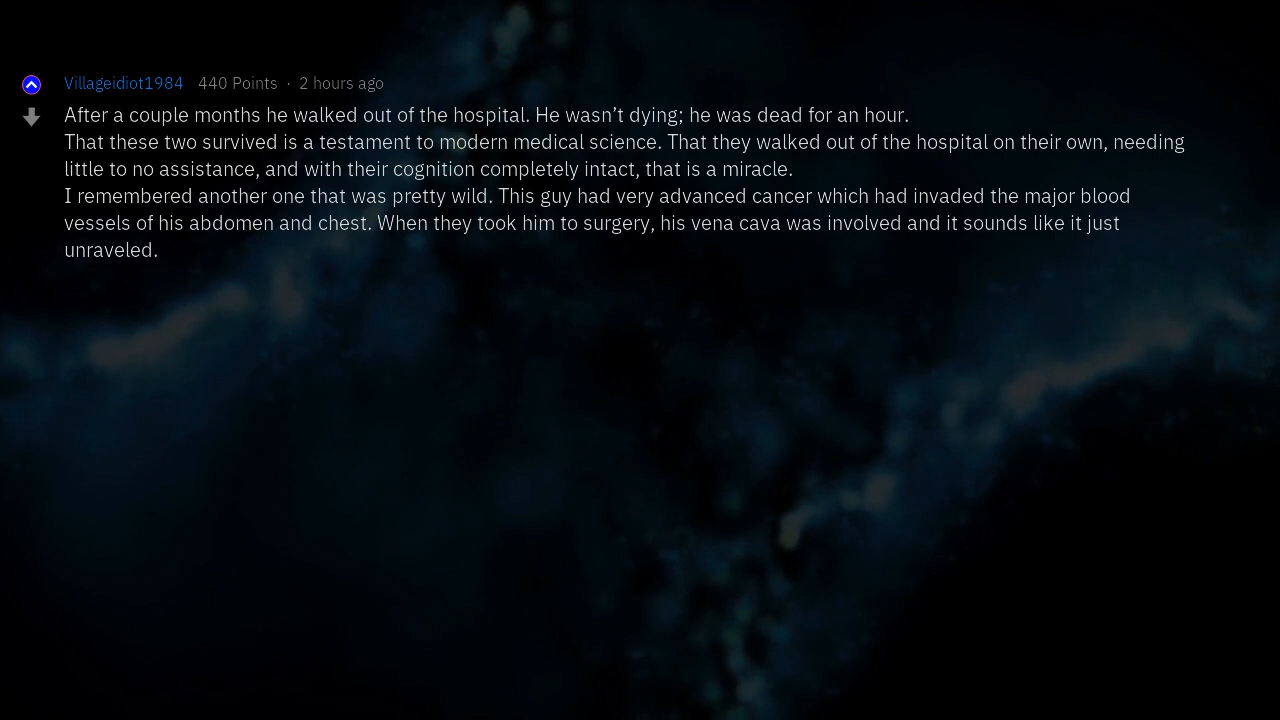 Villageidiot1984 440 Points · 2 hours ago
After a couple months he walked out of the hospital. He wasn’t dying; he was dead for an hour.
That these two survived is a testament to modern medical science. That they walked out of the hospital on their own, needing
little to no assistance, and with their cognition completely intact, that is a miracle.
I remembered another one that was pretty wild. This guy had very advanced cancer which had invaded the major blood
vessels of his abdomen and chest. When they took him to surgery, his vena cava was involved and it sounds like it just
unraveled.